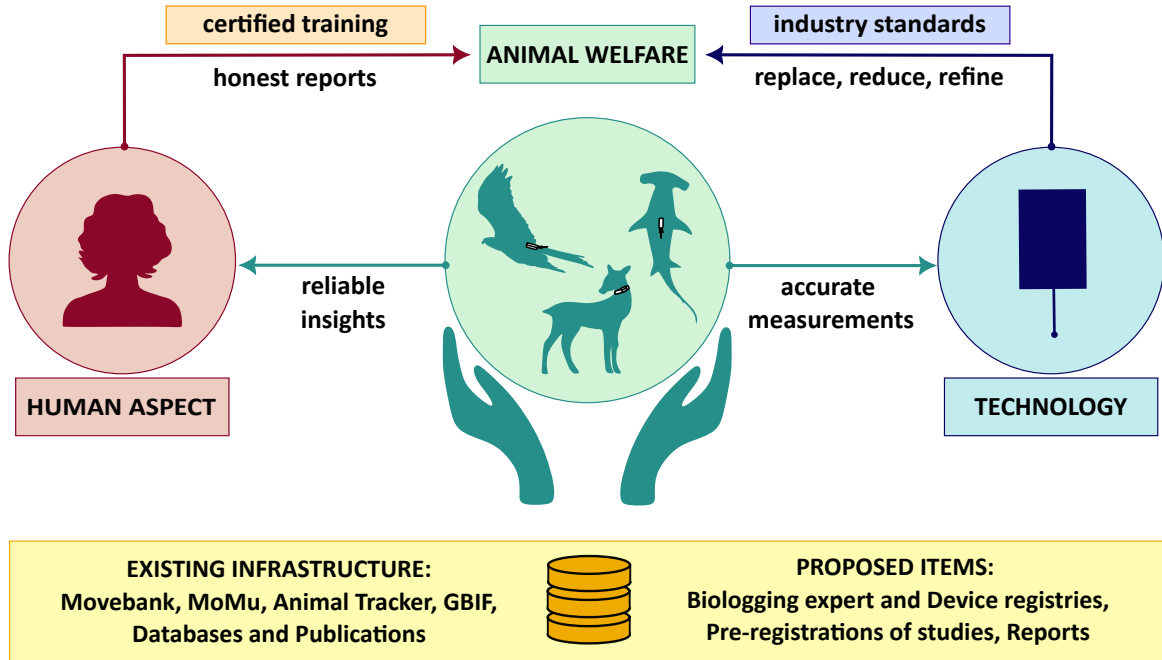 certified training
honest reports
ANIMAL WELFARE
industry standards
replace, reduce, refine
reliable
insights
accurate
measurements
HUMAN ASPECT
TECHNOLOGY
EXISTING INFRASTRUCTURE:
Movebank, MoMu, Animal Tracker, GBIF,
Databases and Publications
PROPOSED ITEMS:
Biologging expert and Device registries,
Pre-registrations of studies, Reports